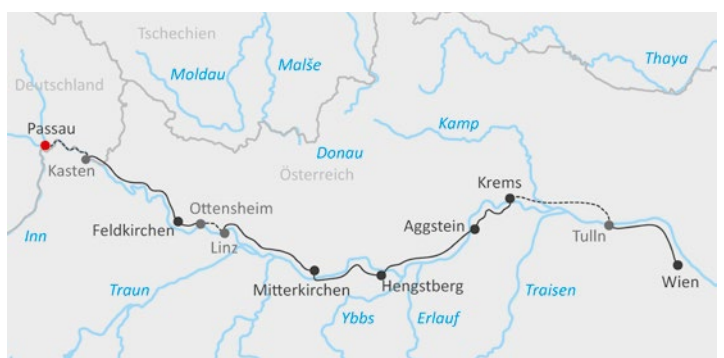 Tschechien
Thaya
Moldau
Malše
Deutschland
Passau
Kasten
Kamp
Donau
Österreich
Krems
Ottensheim
Feldkirchen
Linz
Aggstein
Tulln
Inn
Traun
Mitterkirchen
Hengstberg
Traisen
Wien
Ybbs
Erlauf